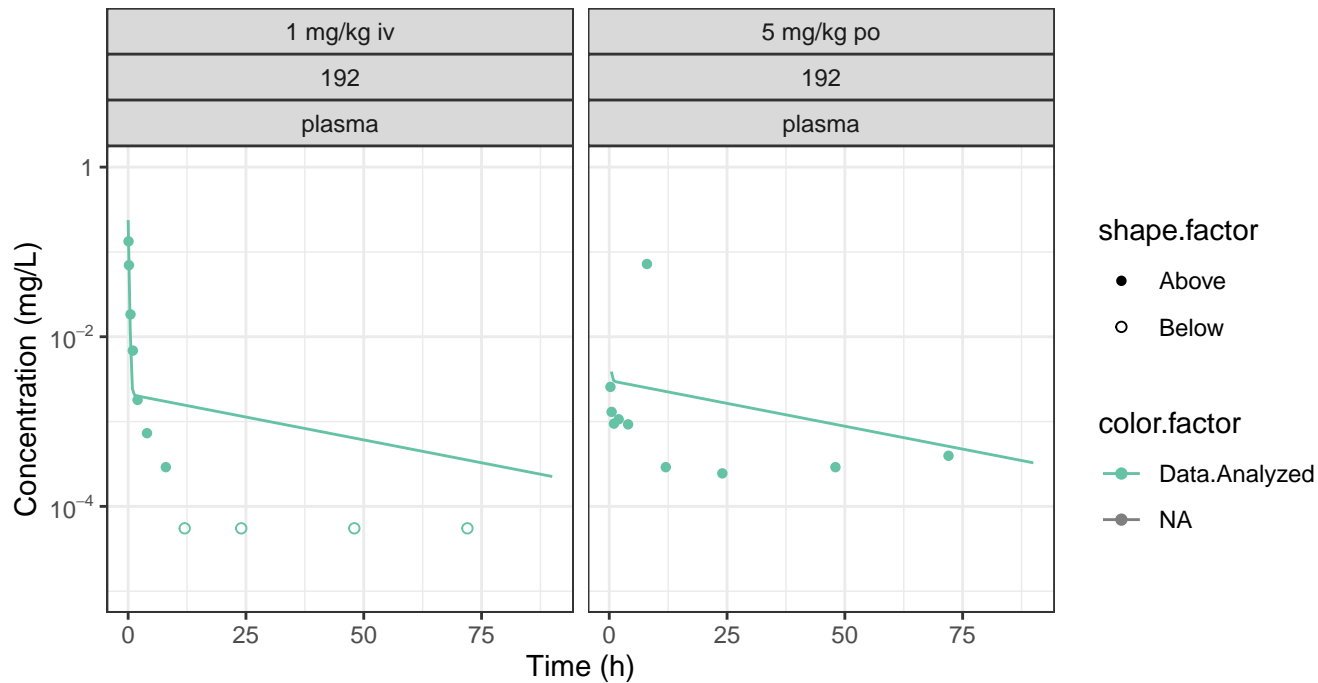 1 mg/kg iv
5 mg/kg po
192
192
plasma
plasma
Concentration (mg/L)
1
10⁻²
10⁻⁴
0
25
50
75
0
25
50
75
Time (h)
shape.factor
Above
Below
color.factor
Data.Analyzed
NA